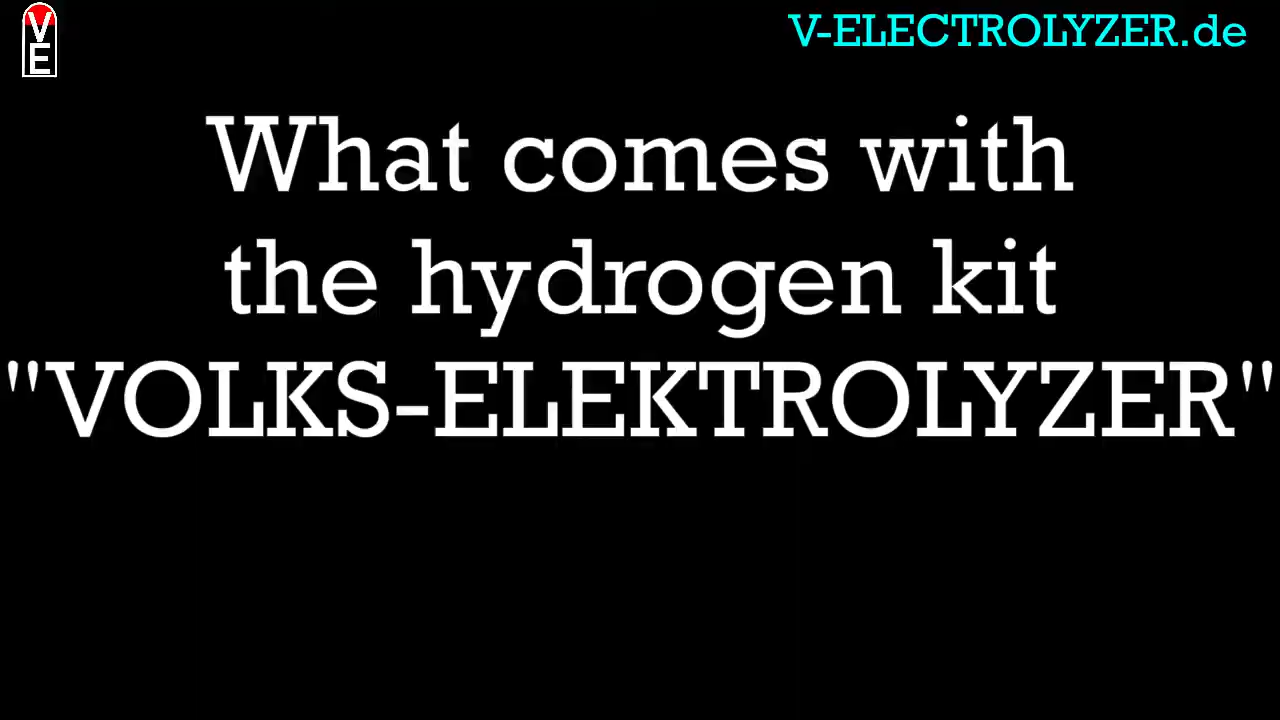 V
E
V-ELECTROLYZER.de
What comes with
the hydrogen kit
"VOLKS-ELEKTROLYZER"